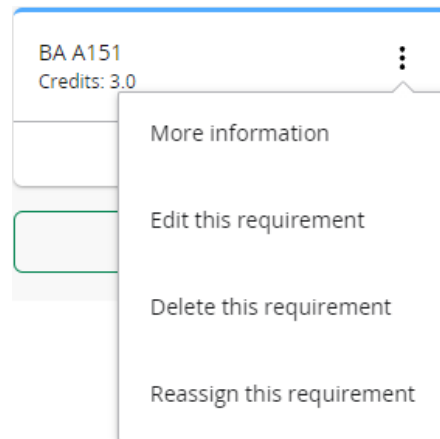 BA A151
Credits: 3.0
More information
Edit this requirement
Delete this requirement
Reassign this requirement